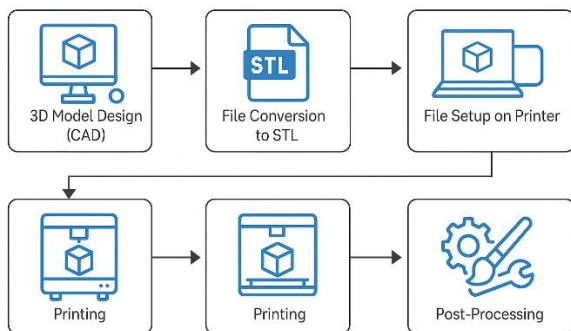 3D Model Design
(CAD)
STL
File Conversion
to STL
File Setup on Printer
Printing
Printing
Post-Processing